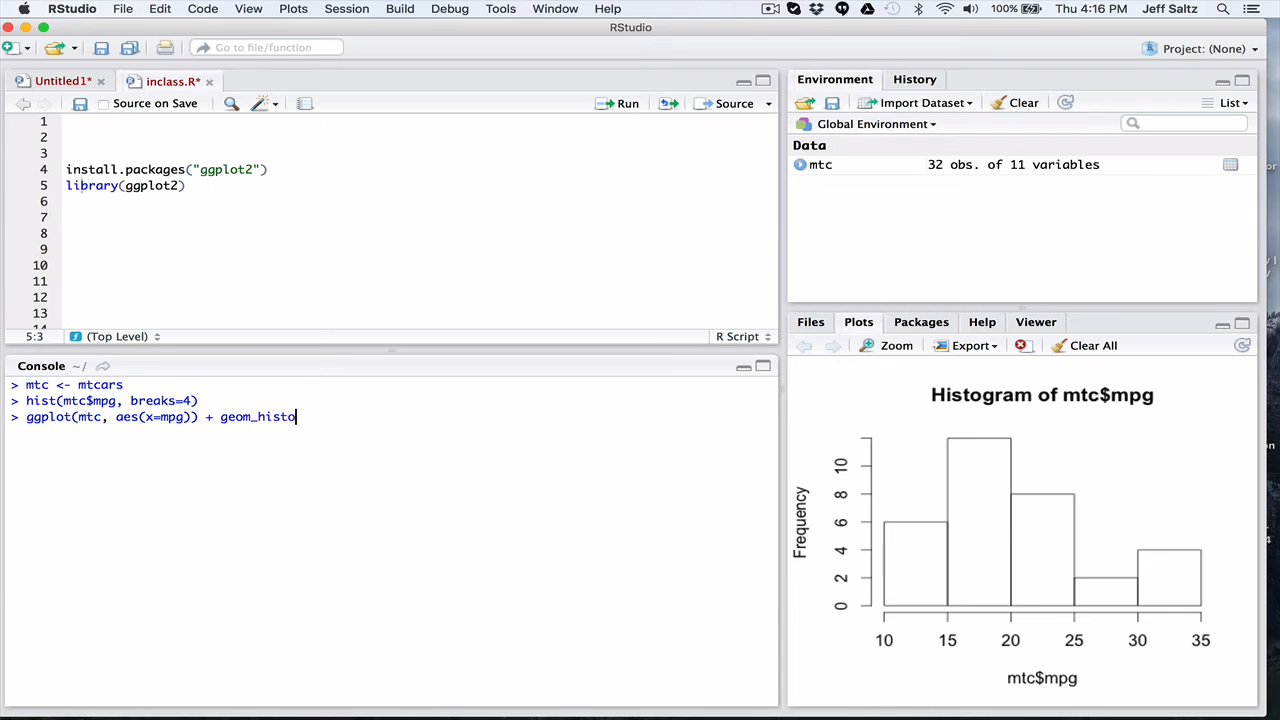 RStudio File Edit Code View Plots Session Build Debug Tools Window Help 100% Thu 4:16 PM Jeff Saltz
RStudio
Go to file/function
Project: (None)
Untitled1*
inclass.R*
Source on Save
Run
Source
1
2
3
4 install.packages("ggplot2")
5 library(ggplot2)
6
7
8
9
10
11
12
13
14
5:3
(Top Level)
R Script
Console ~/
> mtc <- mtcars
> hist(mtc$mpg, breaks=4)
> ggplot(mtc, aes(x=mpg)) + geom_histo
Environment History
Import Dataset
Clear
List
Global Environment
Data
mtc 32 obs. of 11 variables
Files Plots Packages Help Viewer
Zoom
Export
Clear All
Histogram of mtc$mpg
Frequency
10
8
6
4
2
0
10 15 20 25 30 35
mtc$mpg